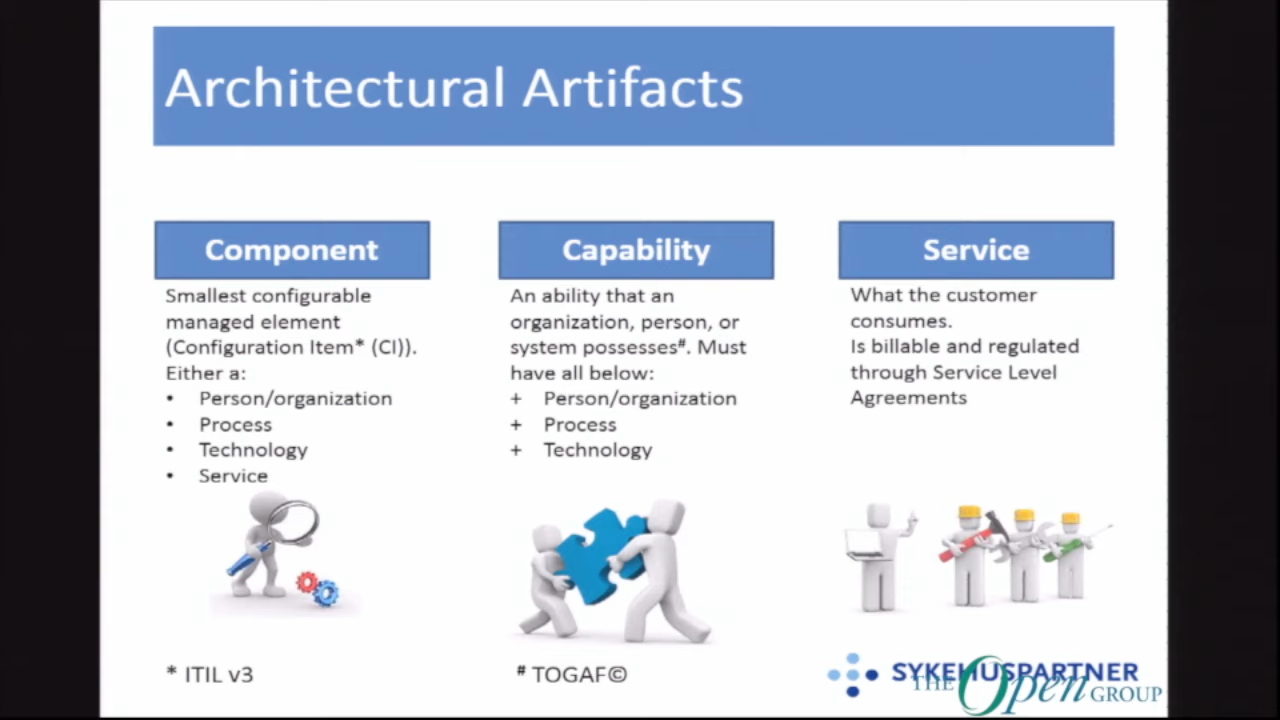 Architectural Artifacts
Component
Smallest configurable
managed element
(Configuration Item* (CI)).
Either a:
• Person/organization
• Process
• Technology
• Service
* ITIL v3
Capability
An ability that an
organization, person, or
system possesses#. Must
have all below:
+ Person/organization
+ Process
+ Technology
# TOGAF©
Service
What the customer
consumes.
Is billable and regulated
through Service Level
Agreements
SYKEHUSPARTNER
THE Open GROUP